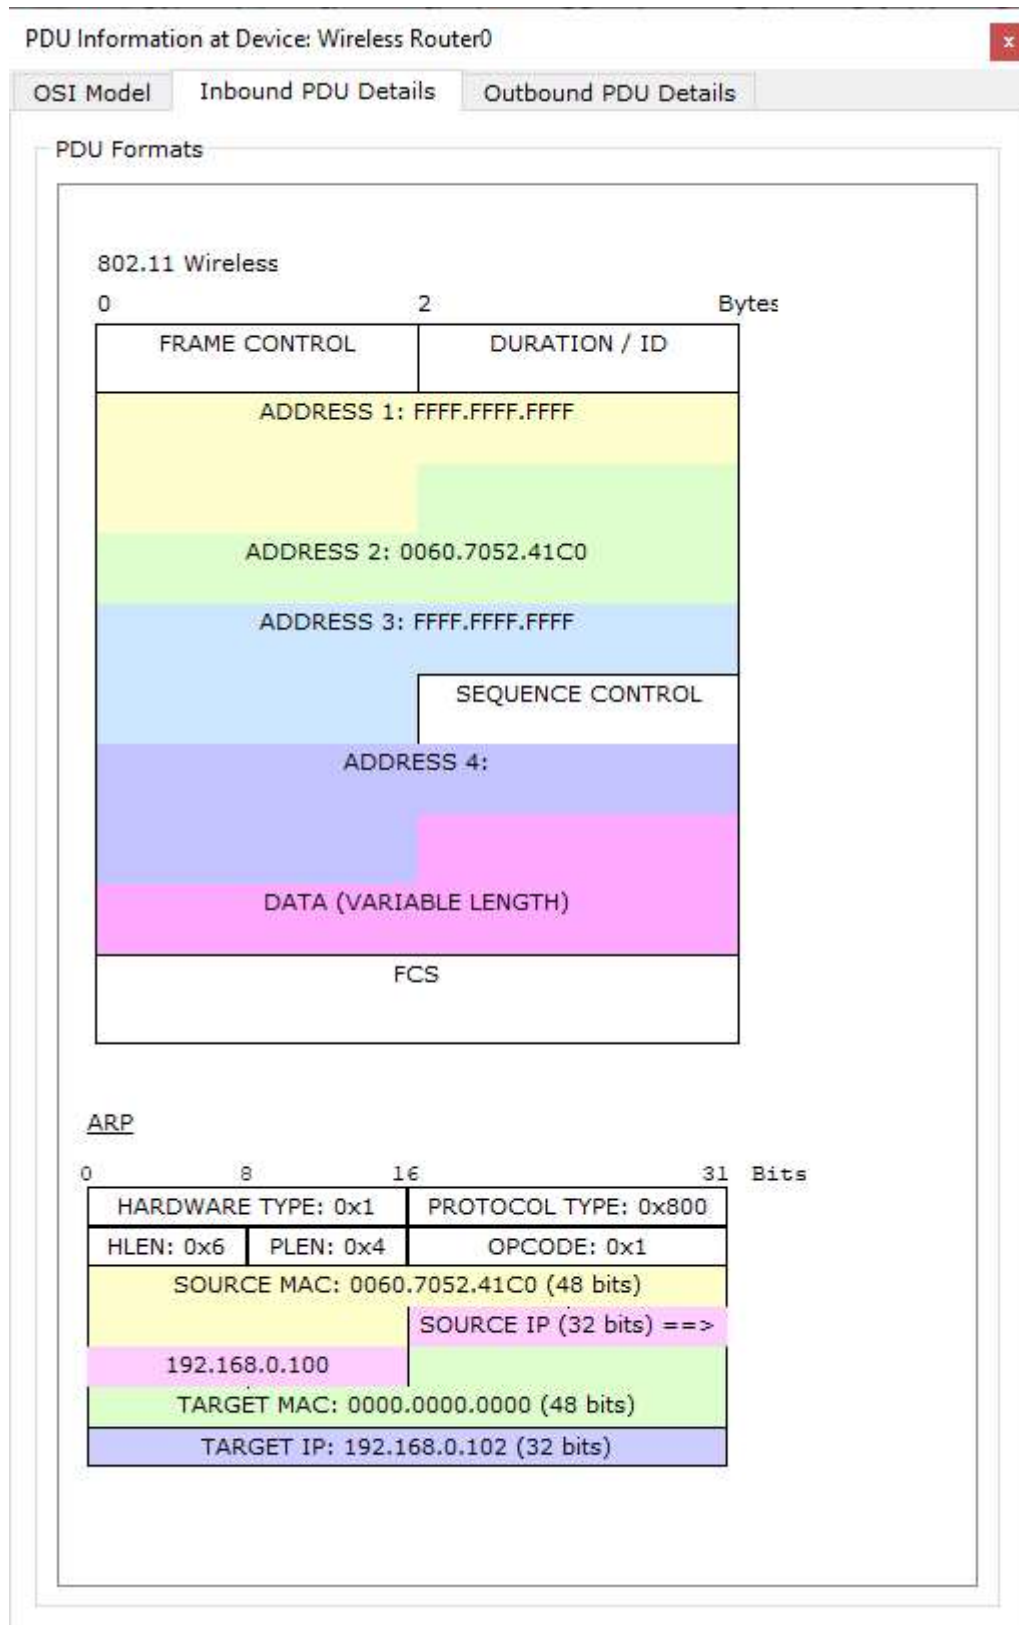 PDU Information at Device: Wireless Router0
x
OSI Model Inbound PDU Details Outbound PDU Details
PDU Formats
802.11 Wireless
0 2 Bytes
FRAME CONTROL DURATION / ID
ADDRESS 1: FFFF.FFFF.FFFF
ADDRESS 2: 0060.7052.41C0
ADDRESS 3: FFFF.FFFF.FFFF
SEQUENCE CONTROL
ADDRESS 4:
DATA (VARIABLE LENGTH)
FCS
ARP
0 8 16 31 Bits
HARDWARE TYPE: 0x1 PROTOCOL TYPE: 0x800
HLEN: 0x6 PLEN: 0x4 OPCODE: 0x1
SOURCE MAC: 0060.7052.41C0 (48 bits)
SOURCE IP (32 bits) ==>
192.168.0.100
TARGET MAC: 0000.0000.0000 (48 bits)
TARGET IP: 192.168.0.102 (32 bits)